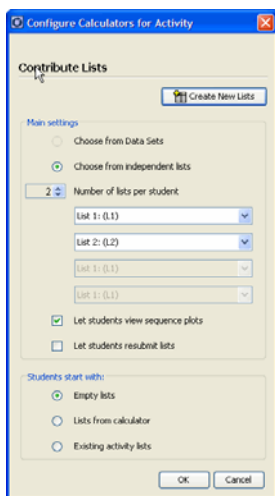 Configure Calculators for Activity
Contribute Lists
Create New Lists
Main settings
Choose from Data Sets
Choose from independent lists
2 Number of lists per student
List 1: (L1)
List 2: (L2)
List 1: (L1)
List 1: (L1)
Let students view sequence plots
Let students resubmit lists
Students start with:
Empty lists
Lists from calculator
Existing activity lists
OK Cancel